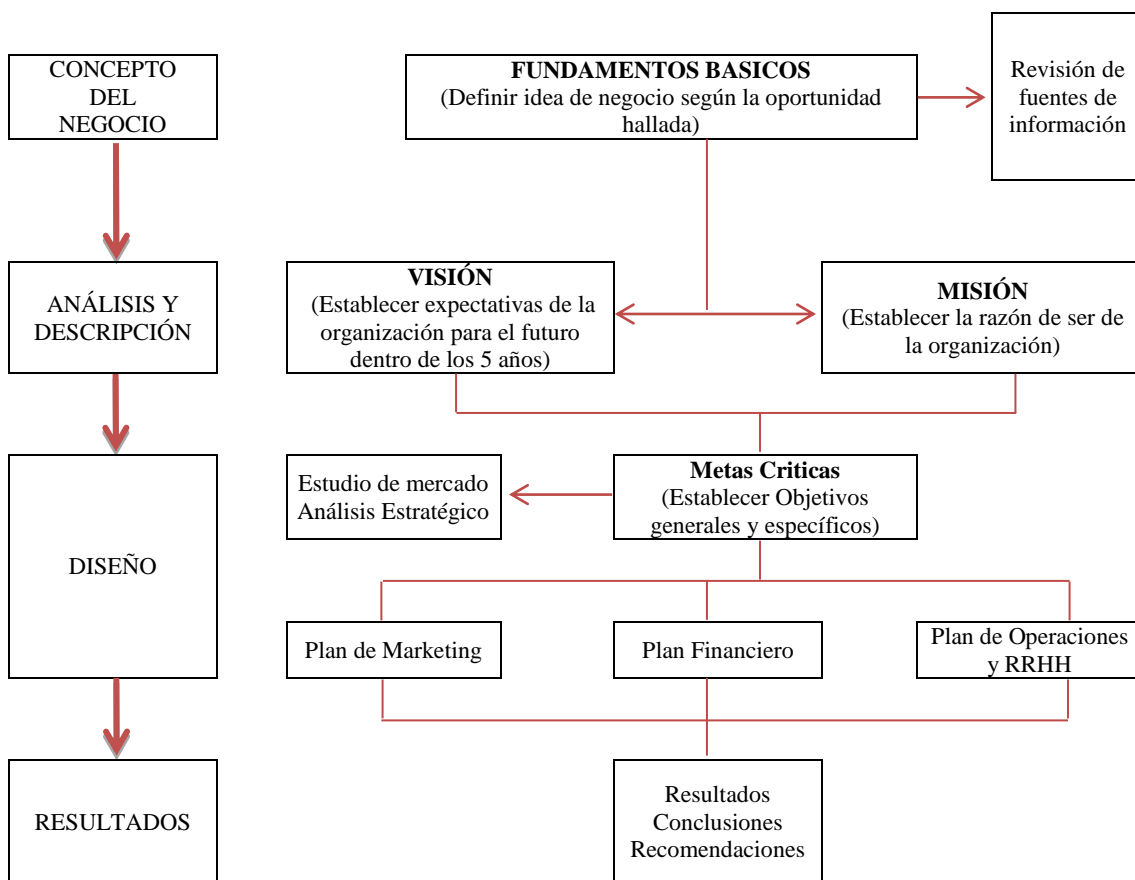 CONCEPTO
DEL
NEGOCIO
FUNDAMENTOS BASICOS
(Definir idea de negocio según la oportunidad
hallada)
Revisión de
fuentes de
información
ANÁLISIS Y
DESCRIPCIÓN
VISIÓN
(Establecer expectativas de la
organización para el futuro
dentro de los 5 años)
MISIÓN
(Establecer la razón de ser de
la organización)
DISEÑO
Estudio de mercado
Análisis Estratégico
Metas Criticas
(Establecer Objetivos
generales y específicos)
Plan de Marketing
Plan Financiero
Plan de Operaciones
y RRHH
RESULTADOS
Resultados
Conclusiones
Recomendaciones